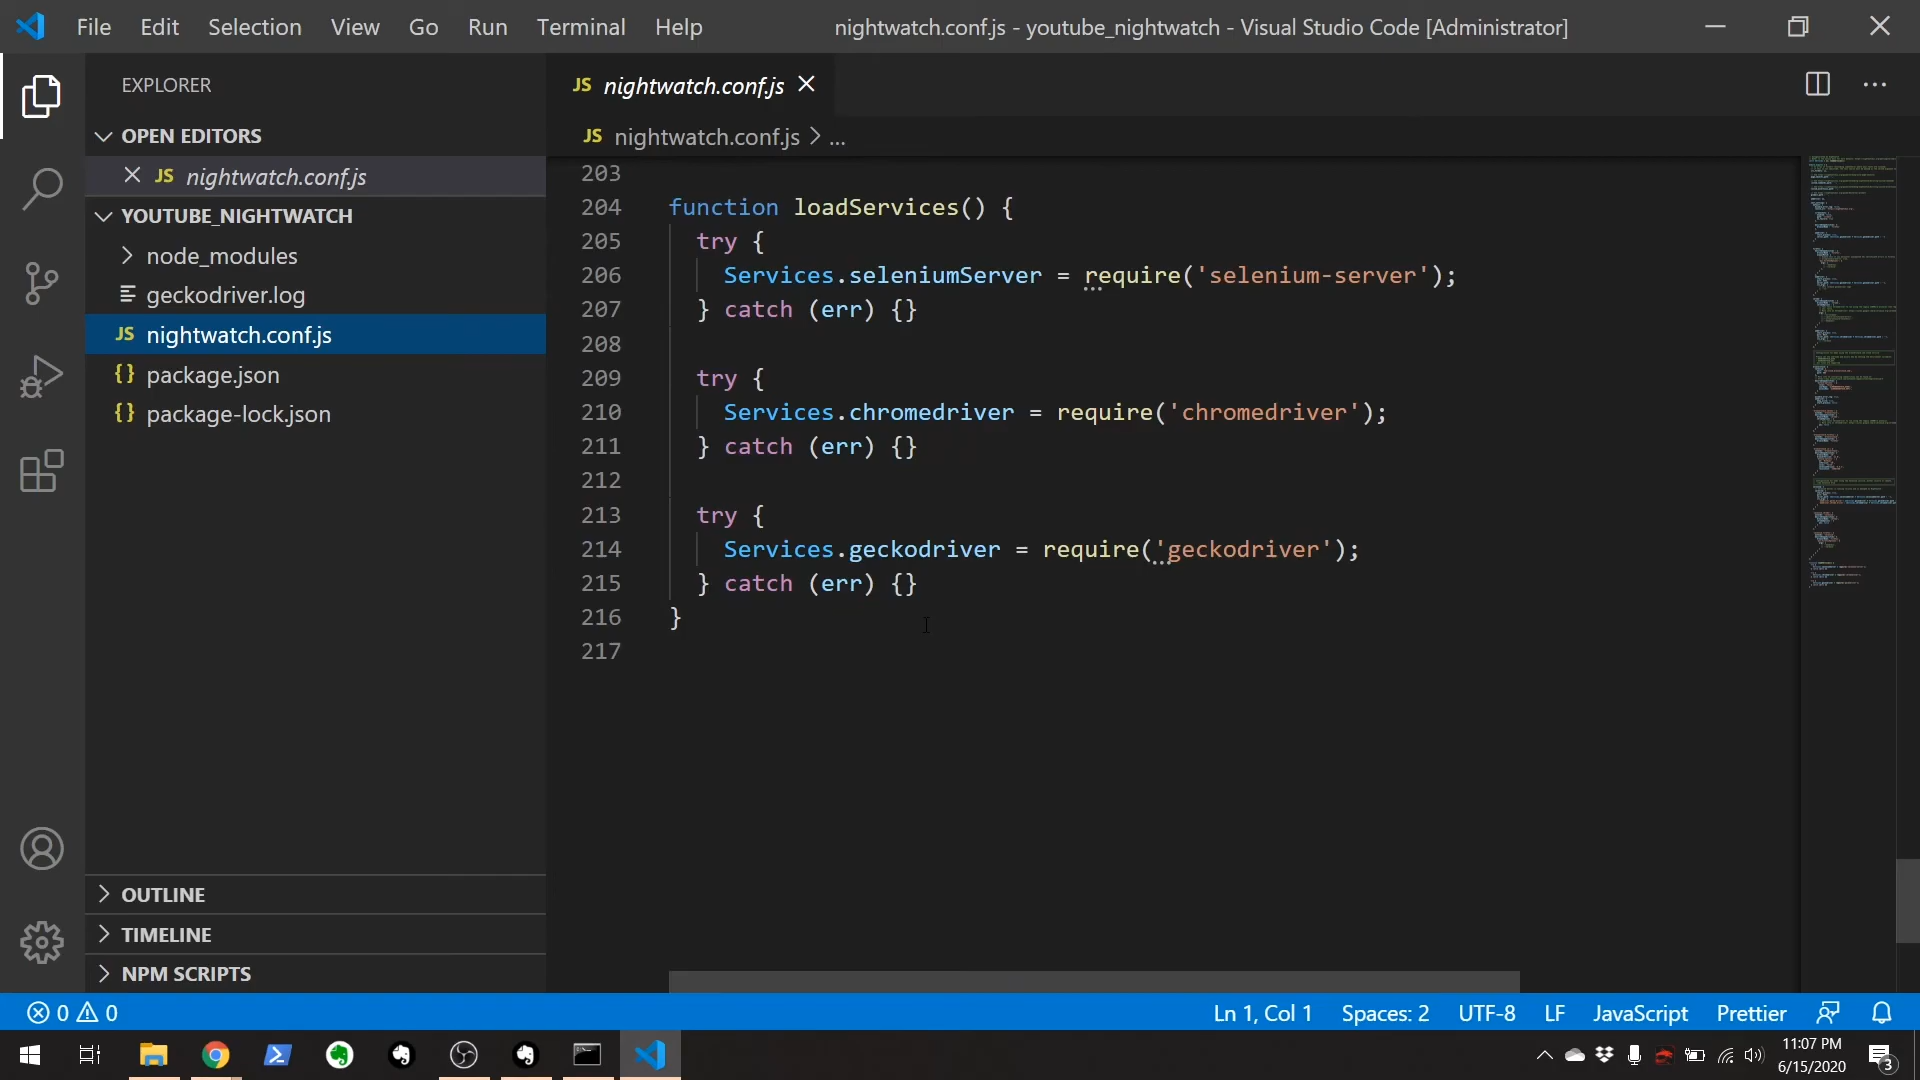 File Edit Selection View Go Run Terminal Help nightwatch.conf.js - youtube_nightwatch - Visual Studio Code [Administrator]
EXPLORER
OPEN EDITORS
JS nightwatch.conf.js
YOUTUBE_NIGHTWATCH
node_modules
geckodriver.log
JS nightwatch.conf.js
{} package.json
{} package-lock.json
OUTLINE
TIMELINE
NPM SCRIPTS
JS nightwatch.conf.js
JS nightwatch.conf.js > ...
203
204 function loadServices() {
205 try {
206 Services.seleniumServer = require('selenium-server');
207 } catch (err) {}
208
209 try {
210 Services.chromedriver = require('chromedriver');
211 } catch (err) {}
212
213 try {
214 Services.geckodriver = require('geckodriver');
215 } catch (err) {}
216 }
217
0 0 Ln 1, Col 1 Spaces: 2 UTF-8 LF JavaScript Prettier
11:07 PM
6/15/2020
3